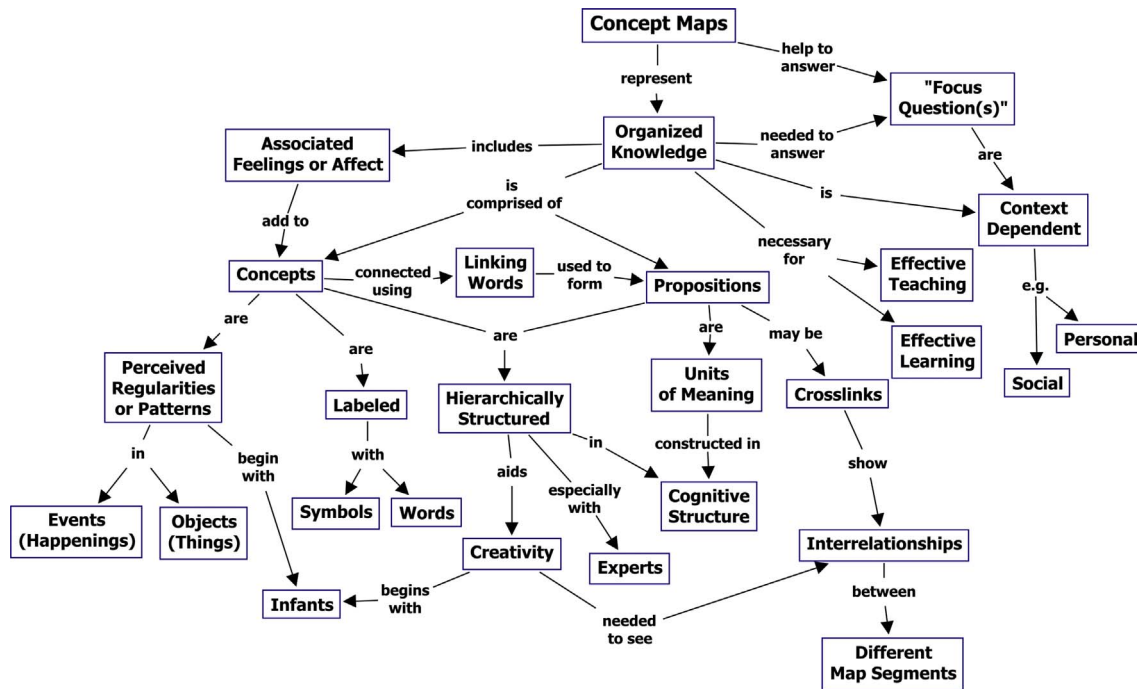 Concept Maps
help to
answer
represent
"Focus
Question(s)"
Organized
Knowledge
needed to
answer
Associated
Feelings or Affect
includes
are
is
comprised of
is
add to
Context
Dependent
necessary
for
Concepts
connected
using
Linking
Words
used to
form
Propositions
Effective
Teaching
e.g.
are
are
are
are
may be
Personal
Effective
Learning
Perceived
Regularities
or Patterns
Labeled
Hierarchically
Structured
Units
of Meaning
Crosslinks
Social
in
begin
with
with
aids
in
constructed in
show
especially
with
Events
(Happenings)
Objects
(Things)
Symbols
Words
Cognitive
Structure
Creativity
Experts
Interrelationships
Infants
begins
with
needed
to see
between
Different
Map Segments